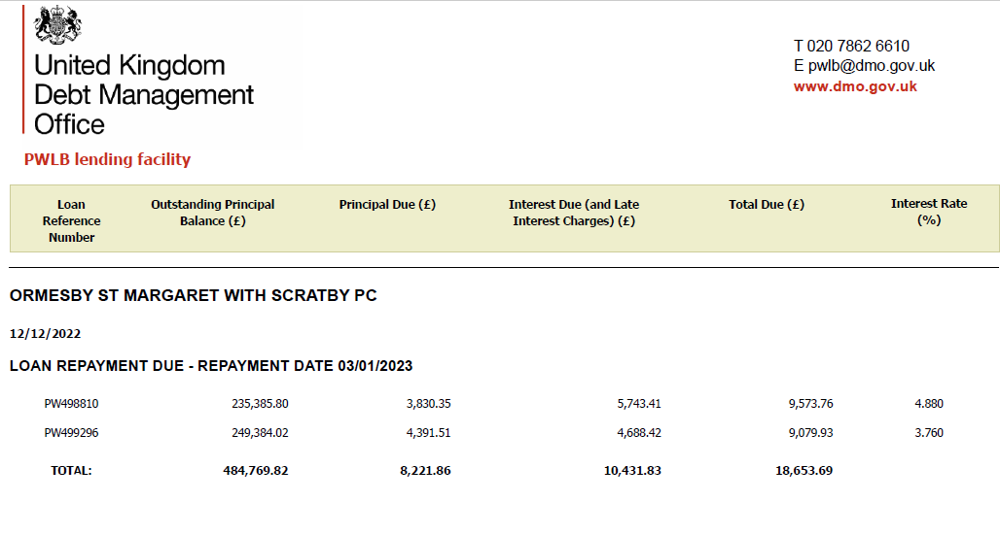 United Kingdom
Debt Management
Office
T 020 7862 6610
E pwlb@dmo.gov.uk
www.dmo.gov.uk
PWLB lending facility
Loan Reference Number Outstanding Principal Balance (£) Principal Due (£) Interest Due (and Late Interest Charges) (£) Total Due (£) Interest Rate (%)
ORMESBY ST MARGARET WITH SCRATBY PC
12/12/2022
LOAN REPAYMENT DUE - REPAYMENT DATE 03/01/2023
PW498810 235,385.80 3,830.35 5,743.41 9,573.76 4.880
PW499296 249,384.02 4,391.51 4,688.42 9,079.93 3.760
TOTAL: 484,769.82 8,221.86 10,431.83 18,653.69